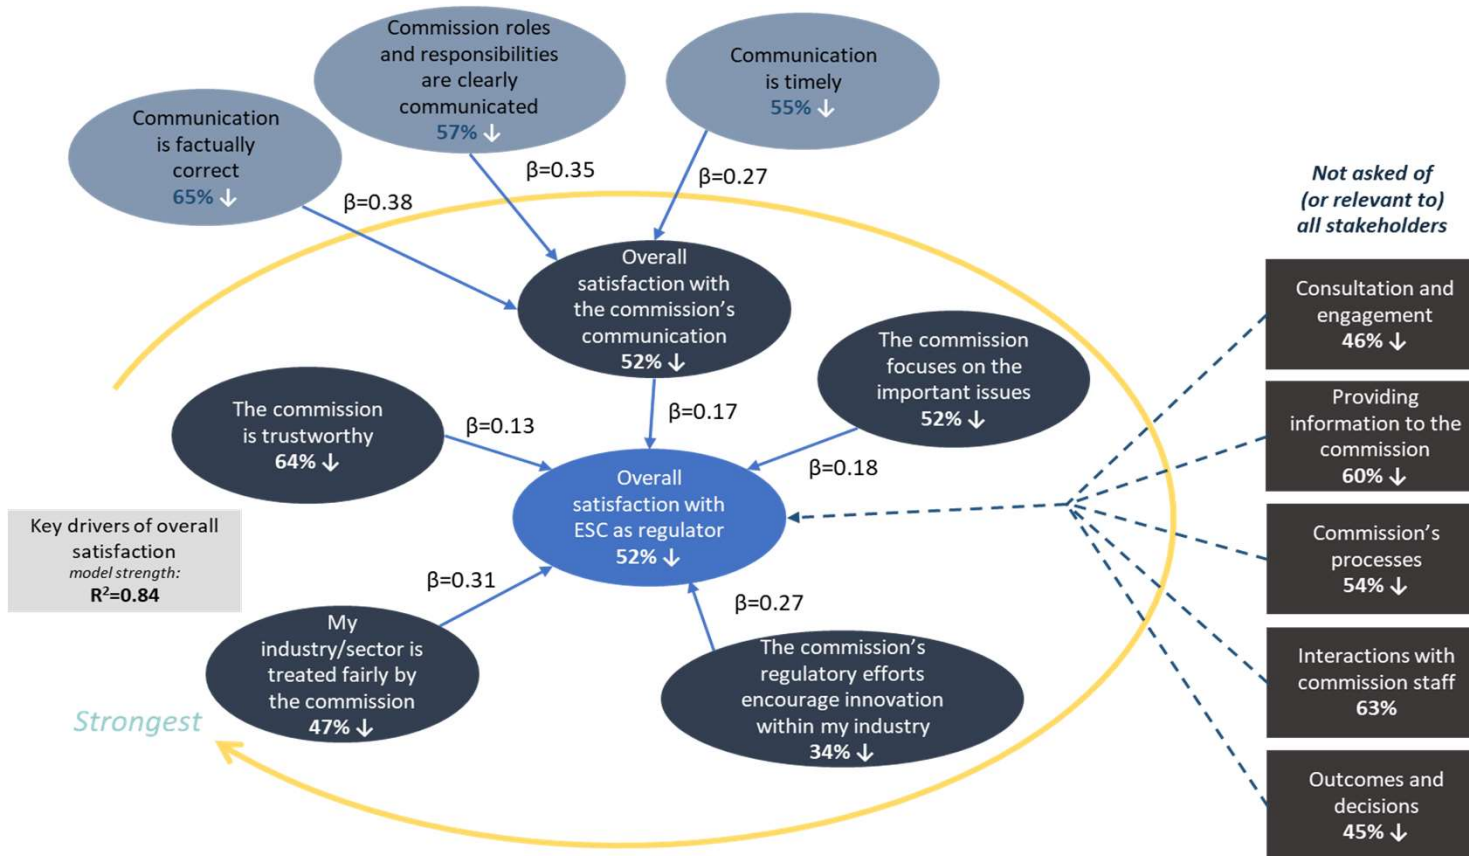 Commission roles
and responsibilities
are clearly
communicated
57% ↓
Communication
is timely
55% ↓
Communication
is factually
correct
65% ↓
β=0.38
β=0.35
β=0.27
Not asked of
(or relevant to)
all stakeholders
Overall
satisfaction with
the commission’s
communication
52% ↓
Consultation and
engagement
46% ↓
The commission
focuses on the
important issues
52% ↓
The commission
is trustworthy
64% ↓
β=0.13
β=0.17
β=0.18
Providing
information to the
commission
60% ↓
Overall
satisfaction with
ESC as regulator
52% ↓
Key drivers of overall
satisfaction
model strength:
R²=0.84
Commission’s
processes
54% ↓
β=0.31
β=0.27
My
industry/sector is
treated fairly by
the commission
47% ↓
The commission’s
regulatory efforts
encourage innovation
within my industry
34% ↓
Interactions with
commission staff
63%
Strongest
Outcomes and
decisions
45% ↓